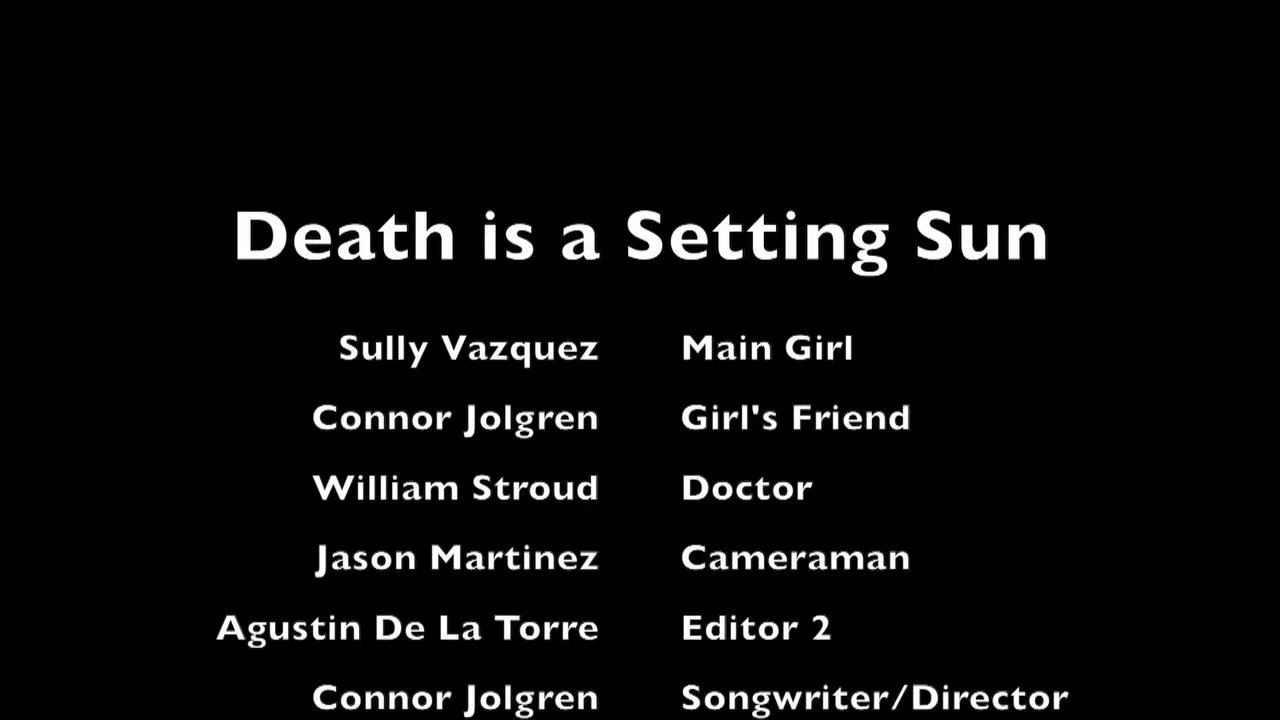 Death is a Setting Sun
Sully Vazquez Main Girl
Connor Jolgren Girl's Friend
William Stroud Doctor
Jason Martinez Cameraman
Agustin De La Torre Editor 2
Connor Jolgren Songwriter/Director